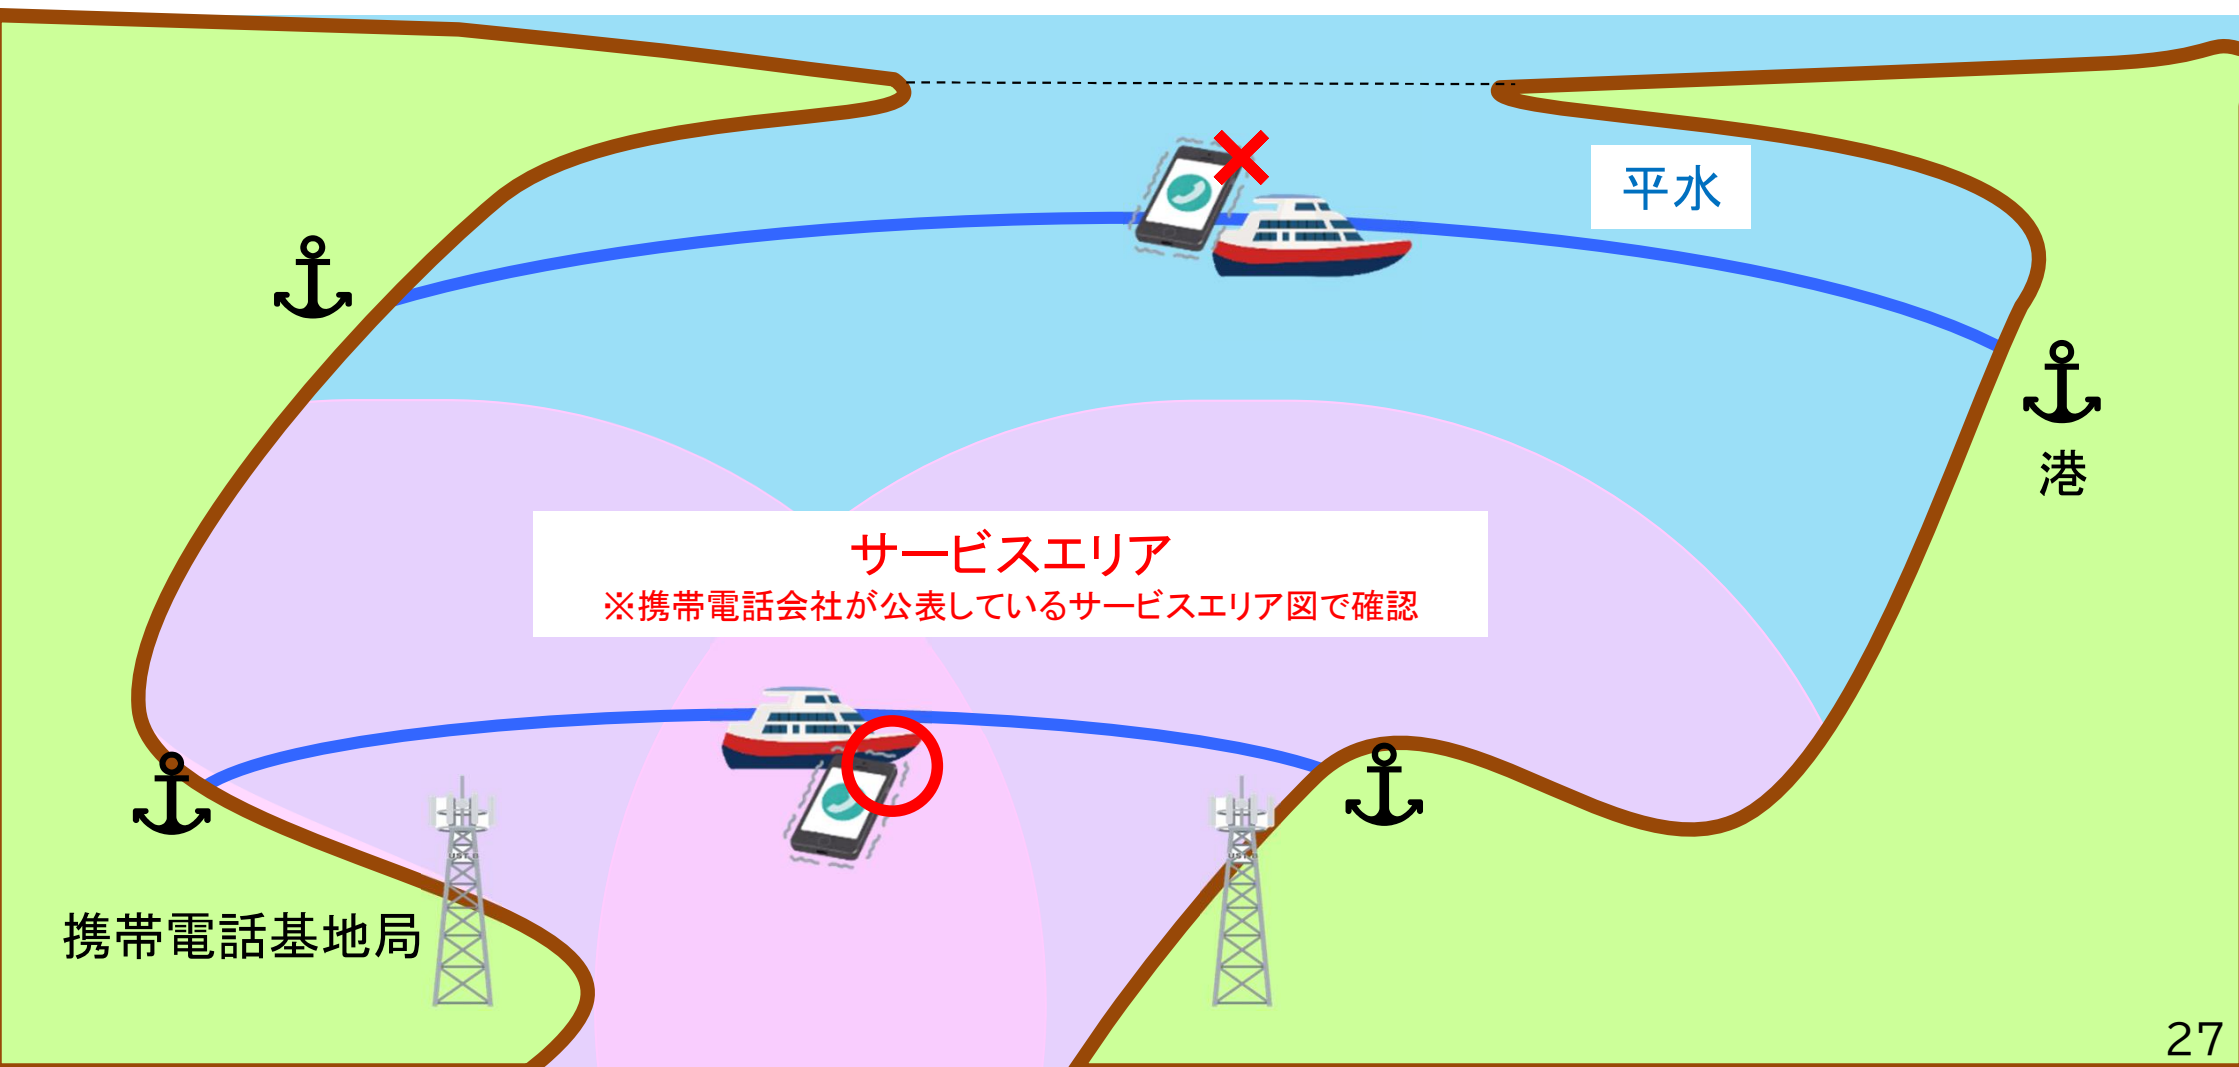 平水
港
サービスエリア
※携帯電話会社が公表しているサービスエリア図で確認
携帯電話基地局
27